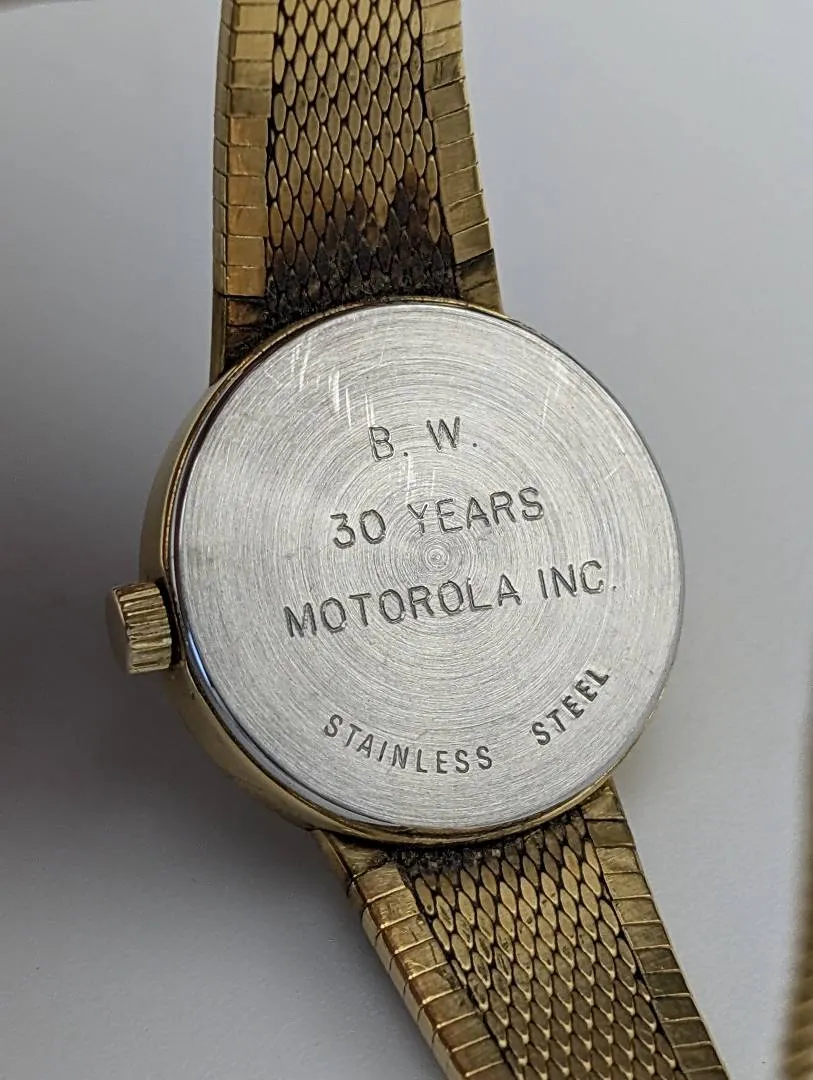 B. W.
30 YEARS
MOTOROLA INC.
STAINLESS STEEL